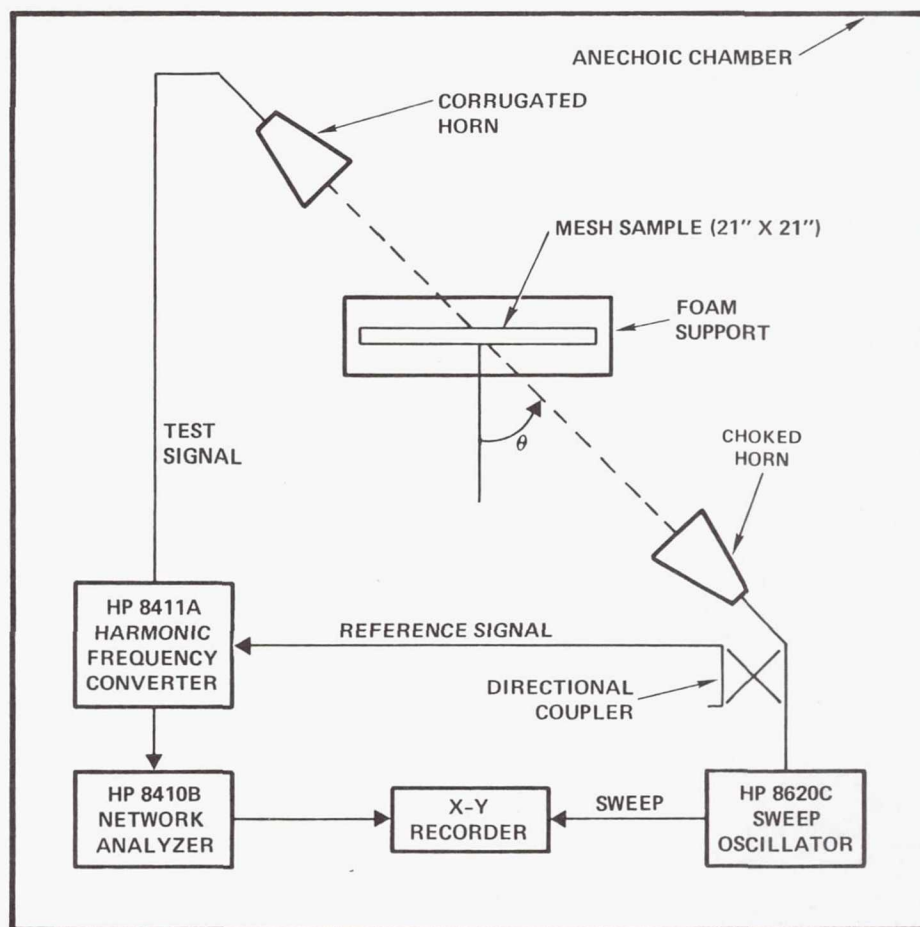 ANECHOIC CHAMBER
CORRUGATED
HORN
MESH SAMPLE (21" X 21")
FOAM
SUPPORT
TEST
SIGNAL
θ
CHOKED
HORN
HP 8411A
HARMONIC
FREQUENCY
CONVERTER
REFERENCE SIGNAL
DIRECTIONAL
COUPLER
HP 8410B
NETWORK
ANALYZER
X-Y
RECORDER
SWEEP
HP 8620C
SWEEP
OSCILLATOR